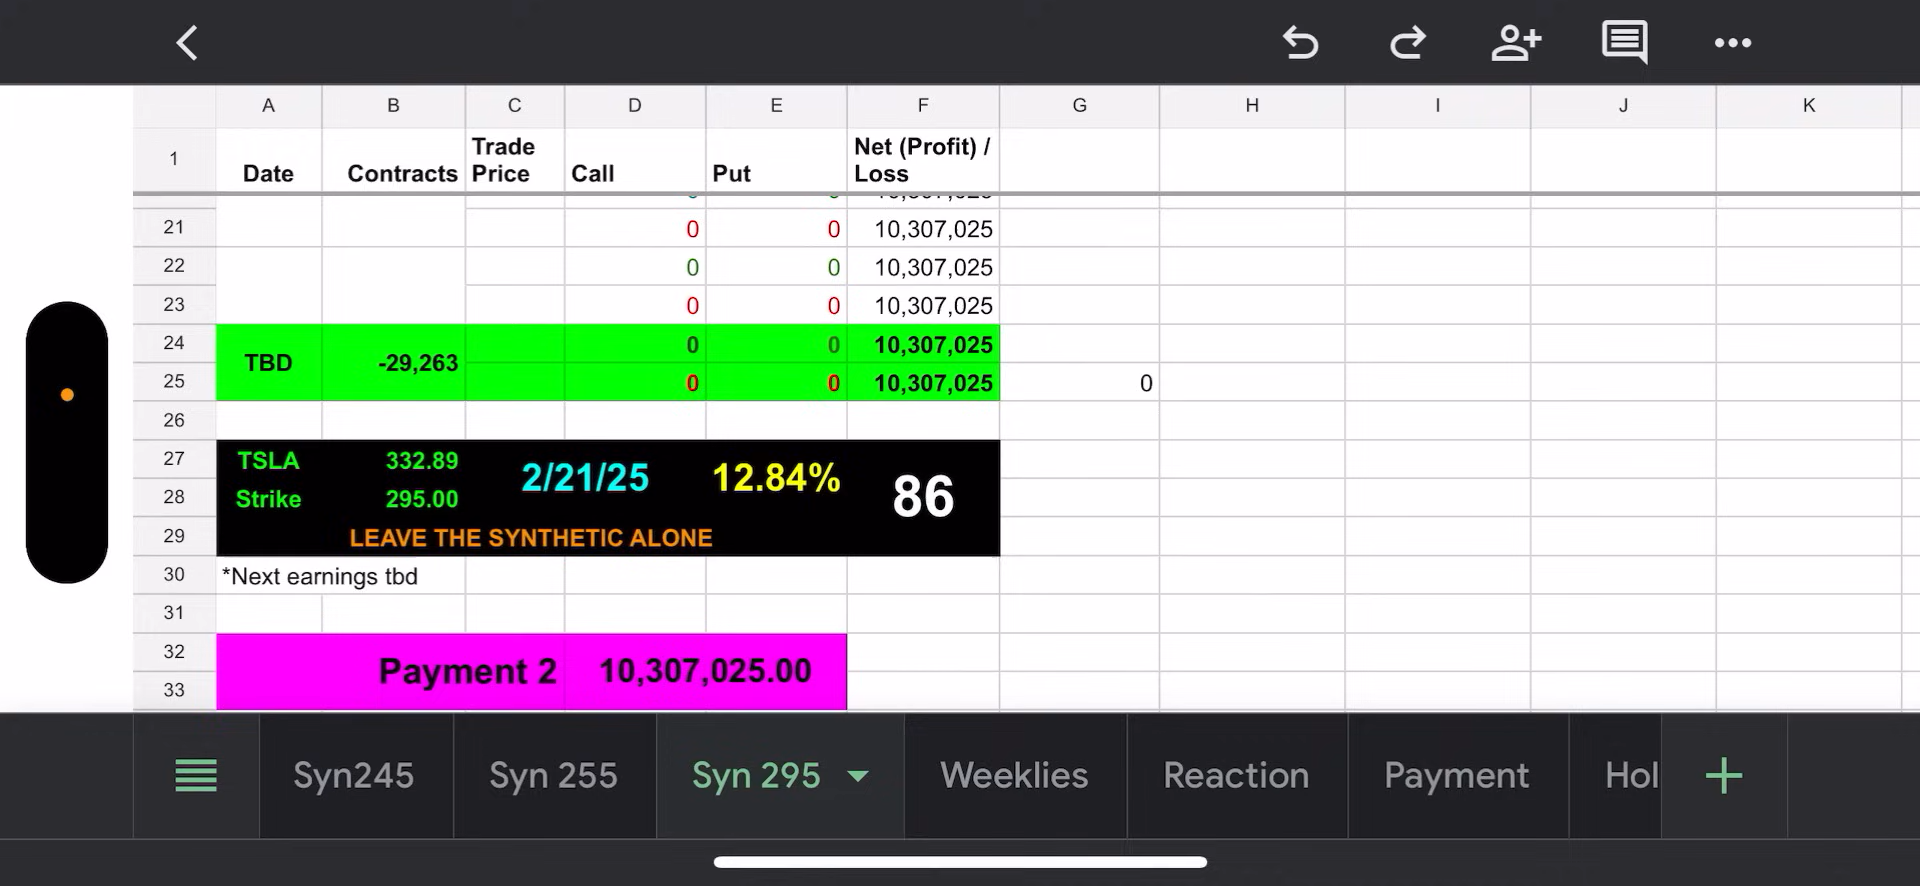 A B C D E F G H I J K
1 Date Contracts Trade Price Call Put Net (Profit) / Loss
21 0 0 10,307,025
22 0 0 10,307,025
23 0 0 10,307,025
24 0 0 10,307,025
TBD -29,263
25 0 0 10,307,025 0
26
27 TSLA 332.89 2/21/25 12.84% 86
28 Strike 295.00
29 LEAVE THE SYNTHETIC ALONE
30 *Next earnings tbd
31
32 Payment 2 10,307,025.00
33
Syn245 Syn 255 Syn 295 Weeklies Reaction Payment Hol